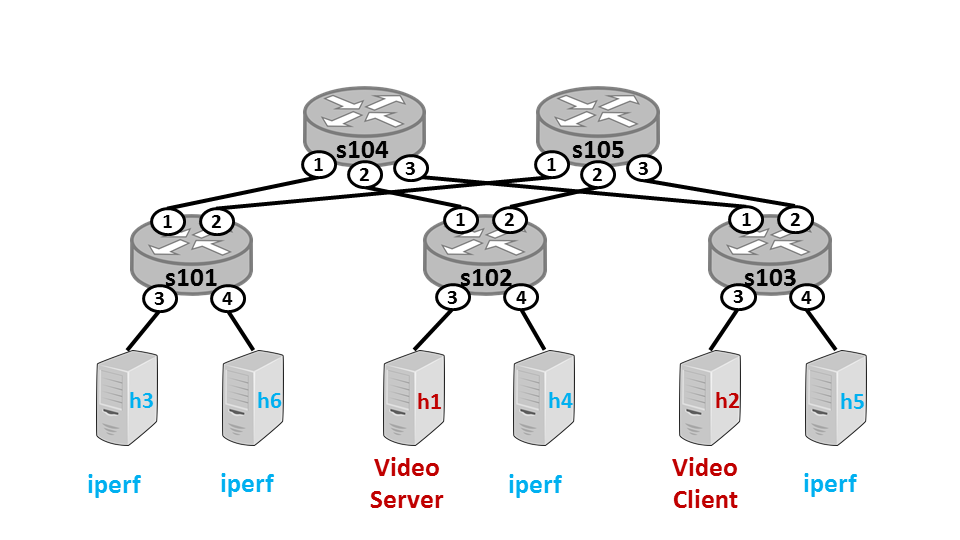 s104
s105
1
2
3
1
2
3
1
2
1
2
1
2
s101
s102
s103
3
4
3
4
3
4
h3
h6
h1
h4
h2
h5
iperf
iperf
Video
Server
iperf
Video
Client
iperf